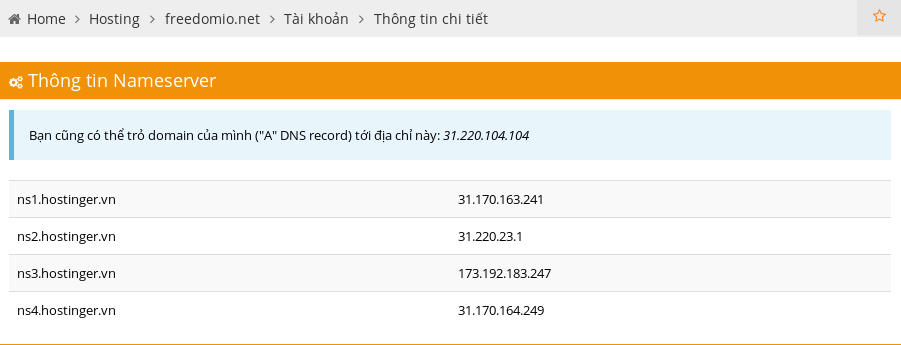 Home > Hosting > freedomio.net > Tài khoản > Thông tin chi tiết
Thông tin Nameserver
Bạn cũng có thể trỏ domain của mình ("A" DNS record) tới địa chỉ này: 31.220.104.104
ns1.hostinger.vn 31.170.163.241
ns2.hostinger.vn 31.220.23.1
ns3.hostinger.vn 173.192.183.247
ns4.hostinger.vn 31.170.164.249